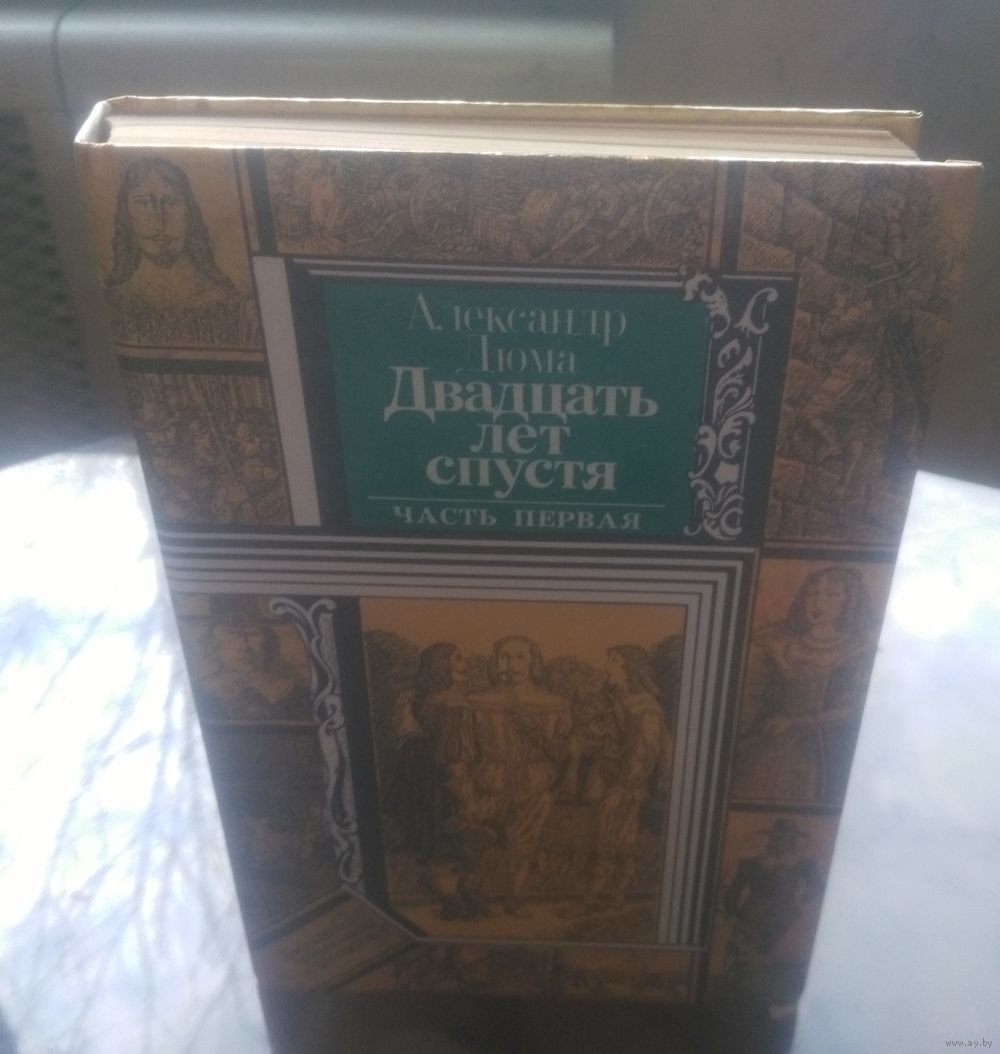 Александр
Дюма
Двадцать
лет
спустя
ЧАСТЬ ПЕРВАЯ
www.ay.by